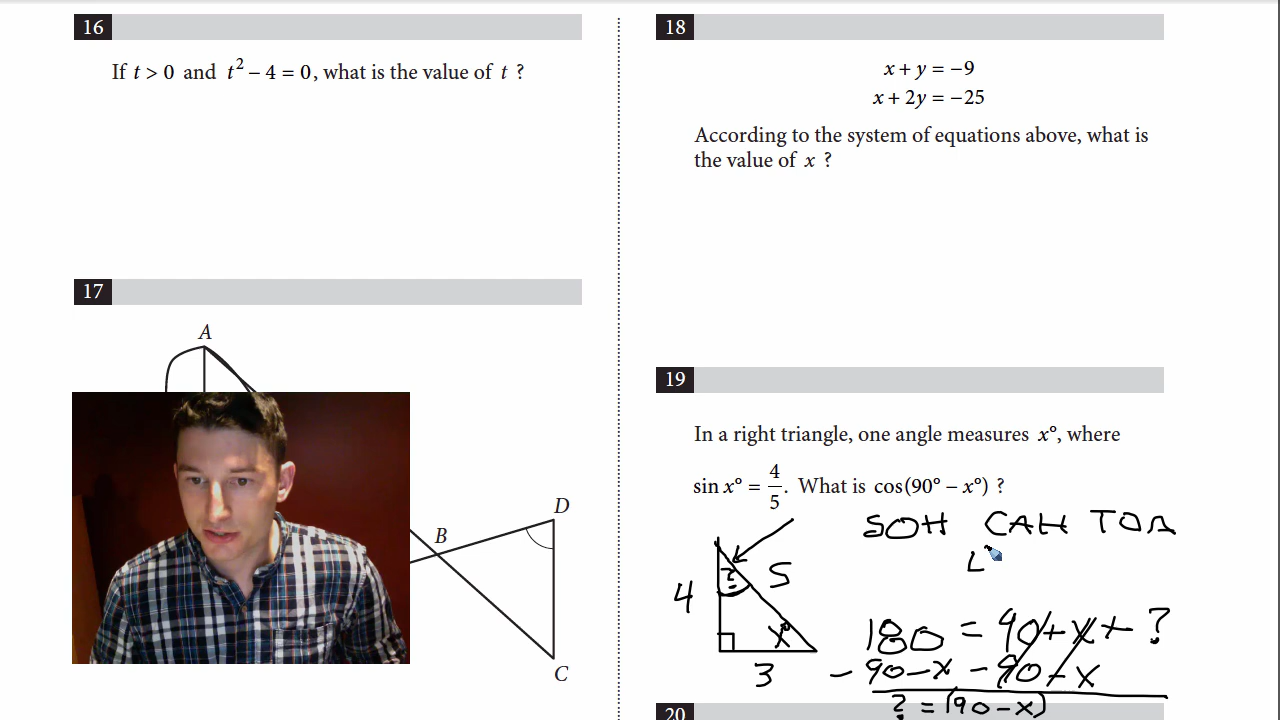 16
If t > 0 and t² – 4 = 0, what is the value of t ?
17
A
B
D
C
18
x + y = −9
x + 2y = −25
According to the system of equations above, what is
the value of x ?
19
In a right triangle, one angle measures x°, where
sin x° = 4/5. What is cos(90° − x°) ?
SOH CAH TOA
4 ? 5
x°
3
180 = 90 + x + ?
− 90 − x − 90 − x
? = (90 − x)
20